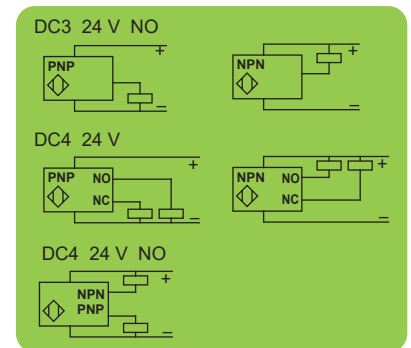 DC3 24 V NO
PNP + –
NPN + –
DC4 24 V
PNP NO NC + –
NPN NO NC + –
DC4 24 V NO
NPN PNP + –